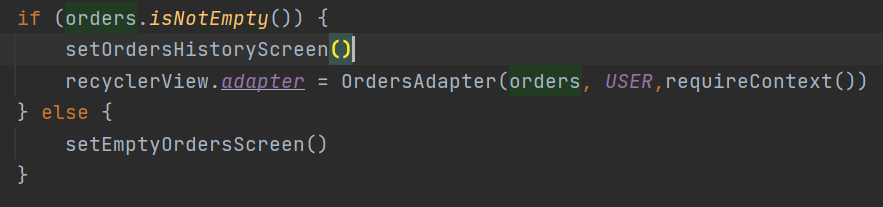 if (orders.isNotEmpty()) {
    setOrdersHistoryScreen()
    recyclerView.adapter = OrdersAdapter(orders, USER,requireContext())
} else {
    setEmptyOrdersScreen()
}